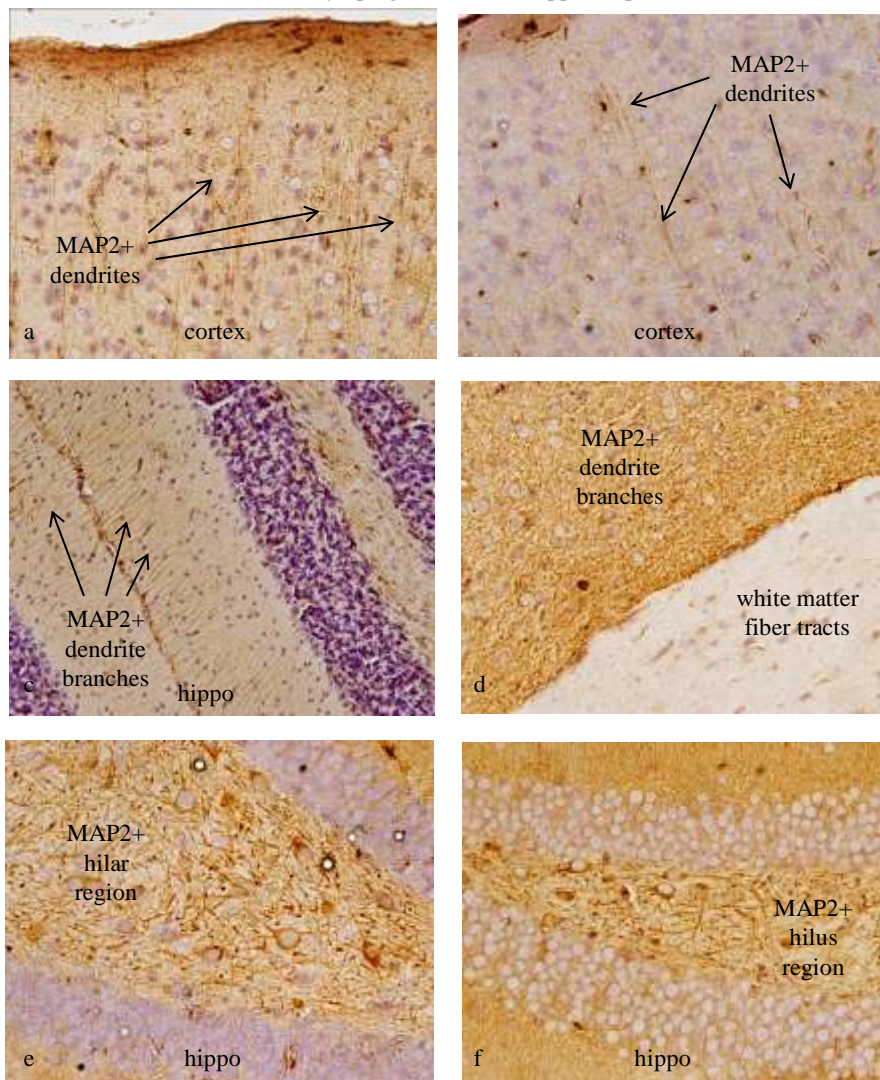 MAP2+
dendrites
a
cortex
MAP2+
dendrites
cortex
MAP2+
dendrite
branches
c
hippo
MAP2+
dendrite
branches
white matter
fiber tracts
d
MAP2+
hilar
region
e
hippo
MAP2+
hilus
region
f
hippo